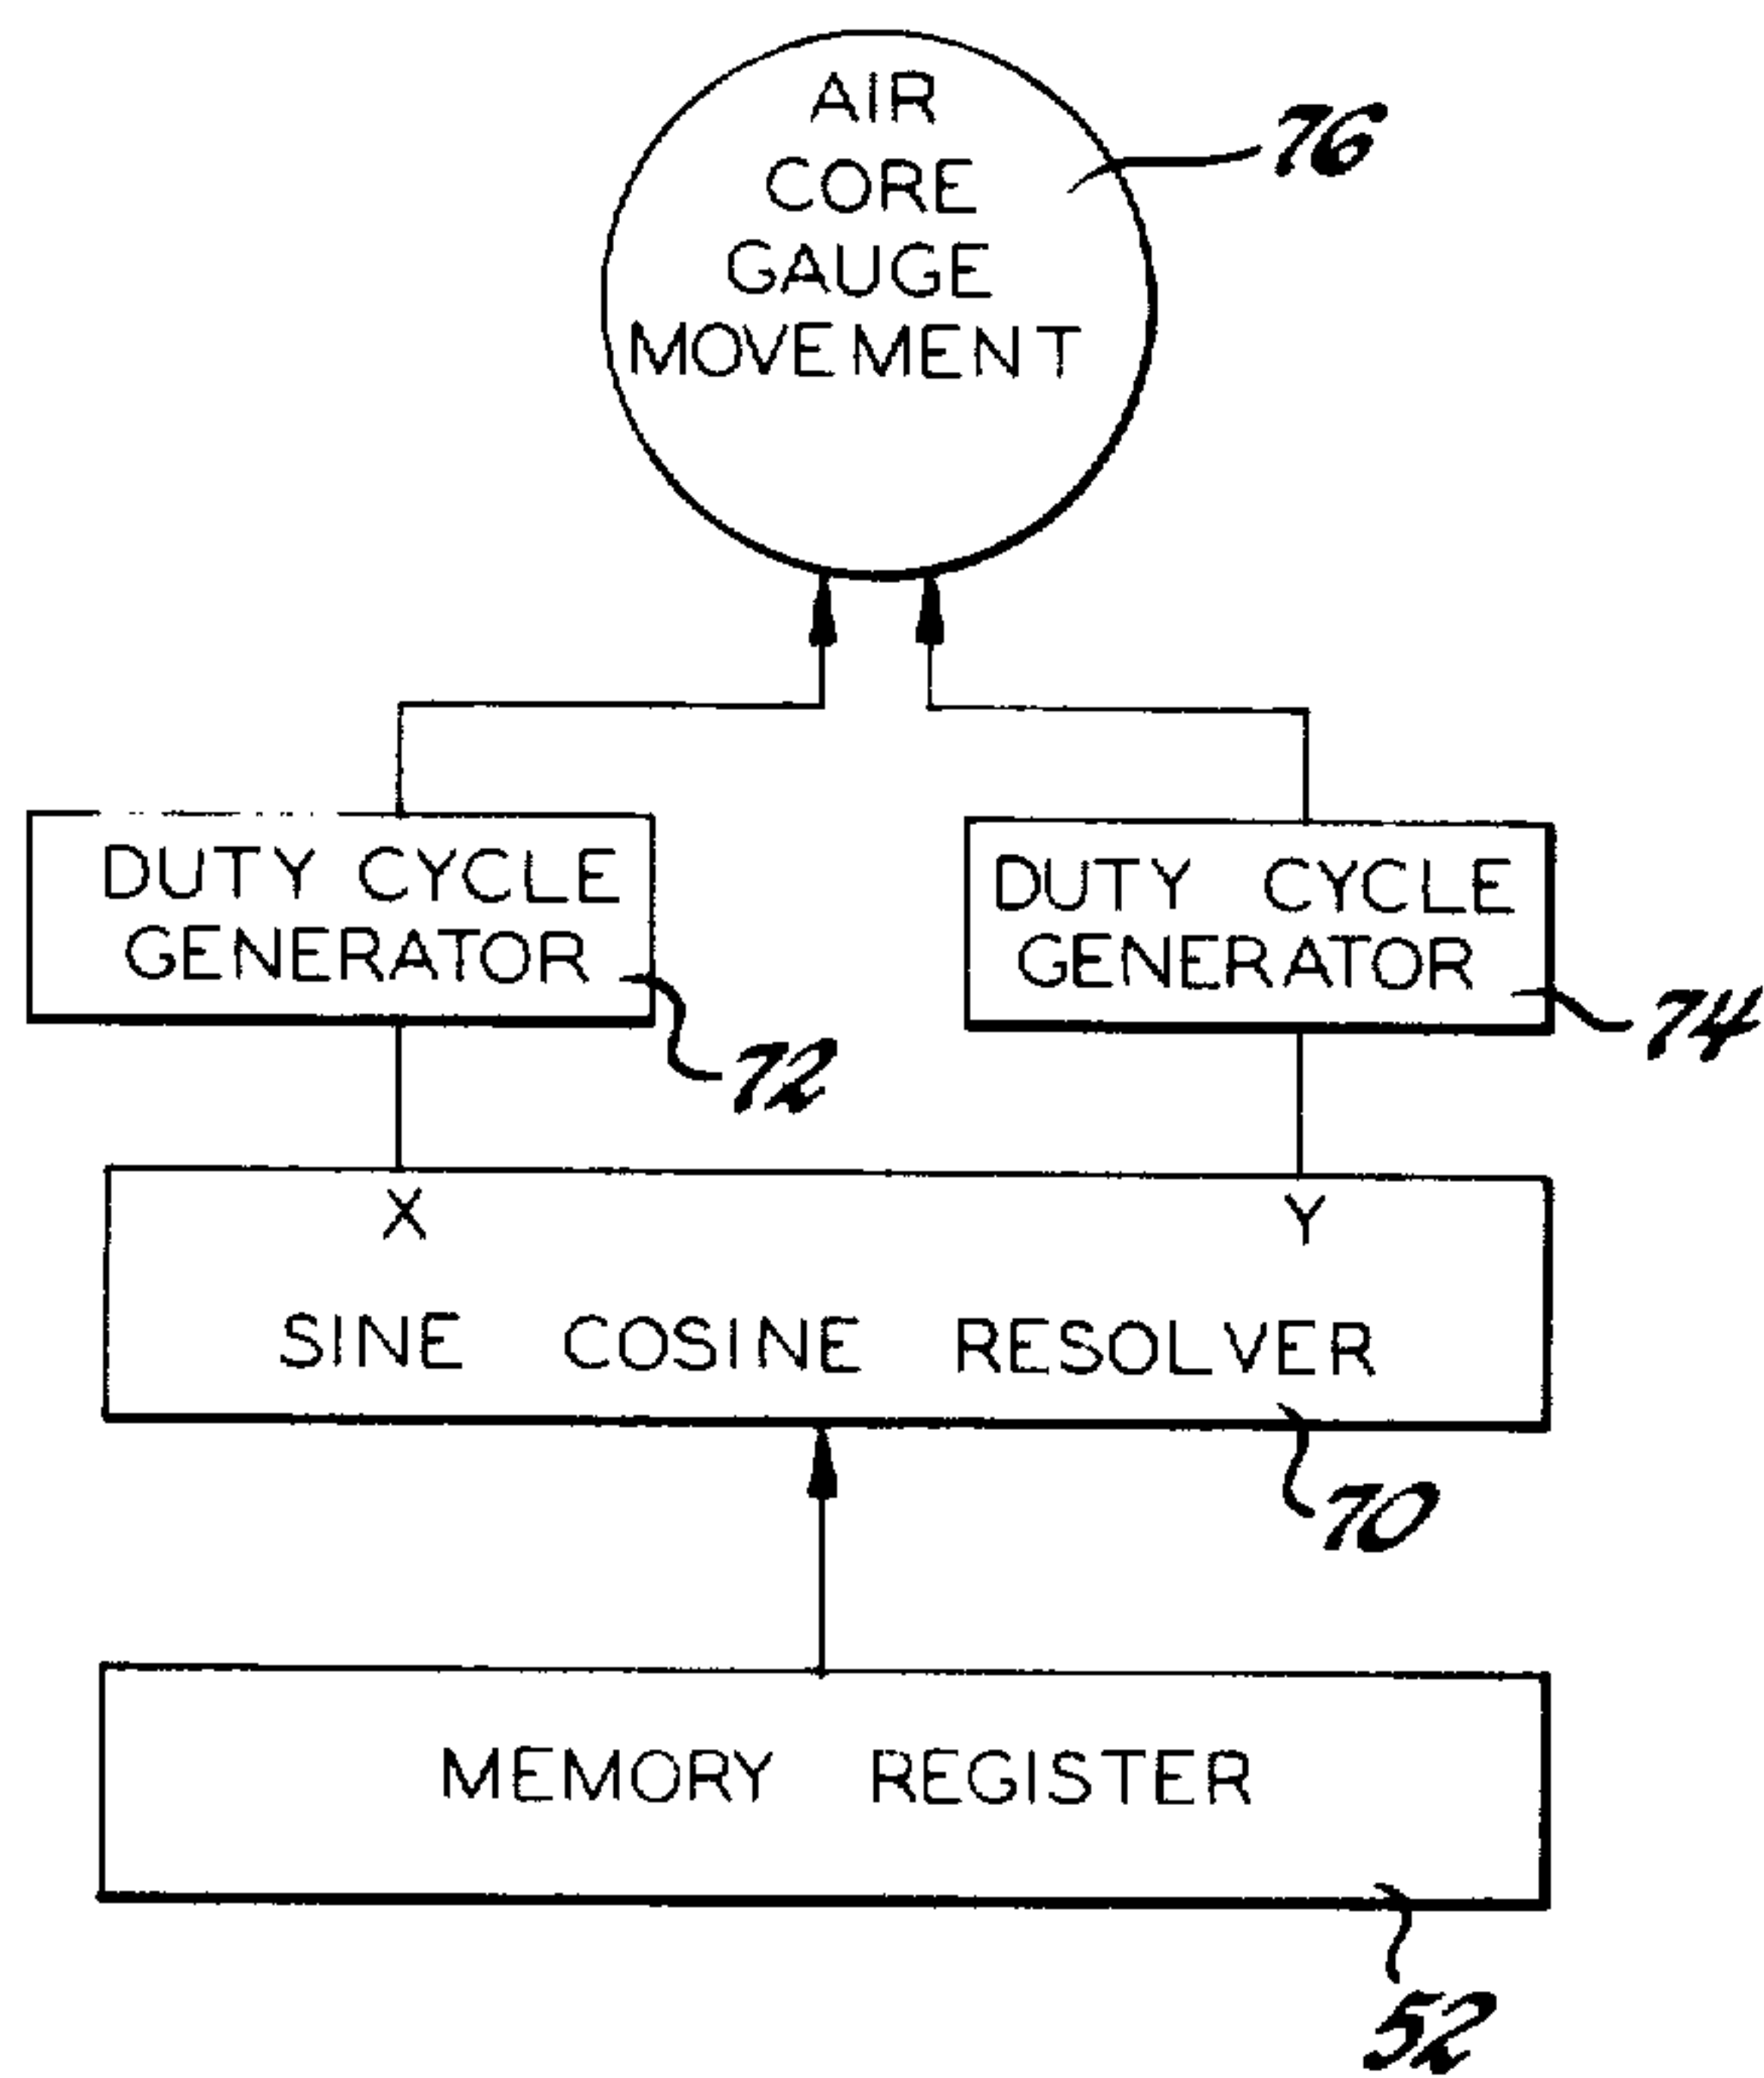 AIR
CORE
GAUGE
MOVEMENT
76
DUTY CYCLE
GENERATOR
72
DUTY CYCLE
GENERATOR
74
X
Y
SINE COSINE RESOLVER
70
MEMORY REGISTER
52